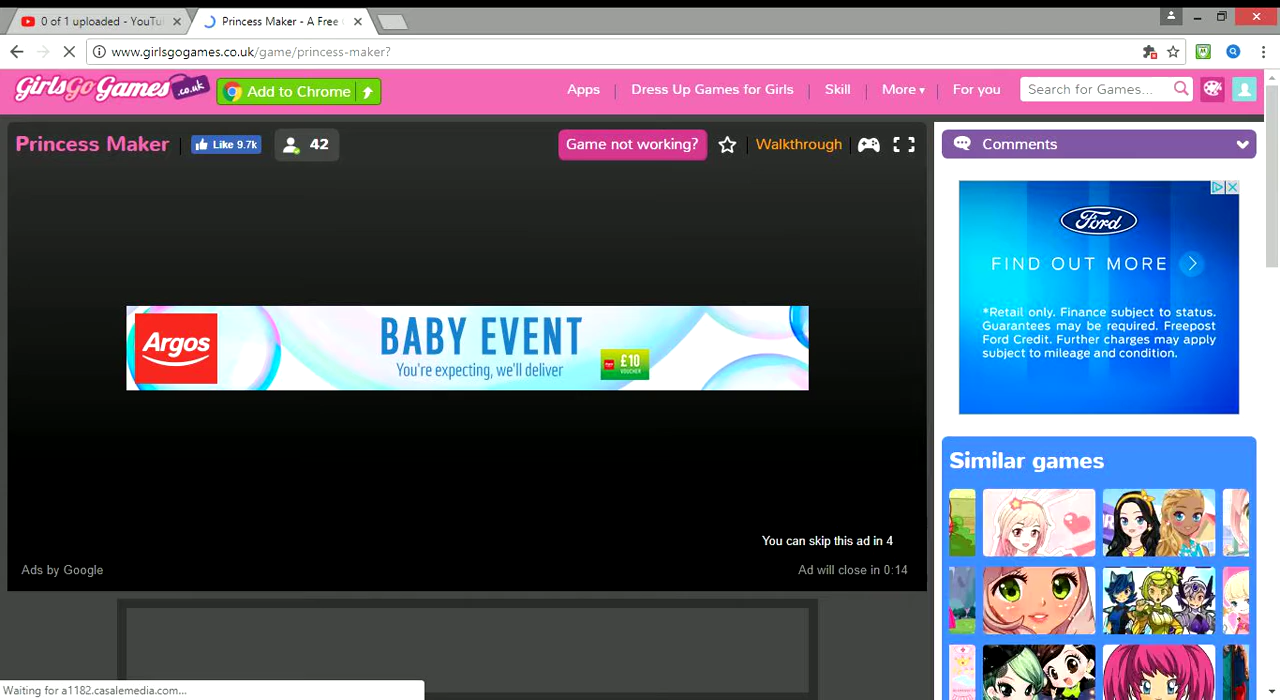 0 of 1 uploaded - YouTu
Princess Maker - A Free
www.girlsgogames.co.uk/game/princess-maker?
GirlsGoGames .co.uk
Add to Chrome
Apps
Dress Up Games for Girls
Skill
More
For you
Search for Games...
Princess Maker
Like 9.7k
42
Game not working?
Walkthrough
Comments
Ford
FIND OUT MORE
*Retail only. Finance subject to status.
Guarantees may be required. Freepost
Ford Credit. Further charges may apply
subject to mileage and condition.
Argos
BABY EVENT
You're expecting, we'll deliver
£10
VOUCHER
Similar games
You can skip this ad in 4
Ads by Google
Ad will close in 0:14
Waiting for a1182.casalemedia.com...